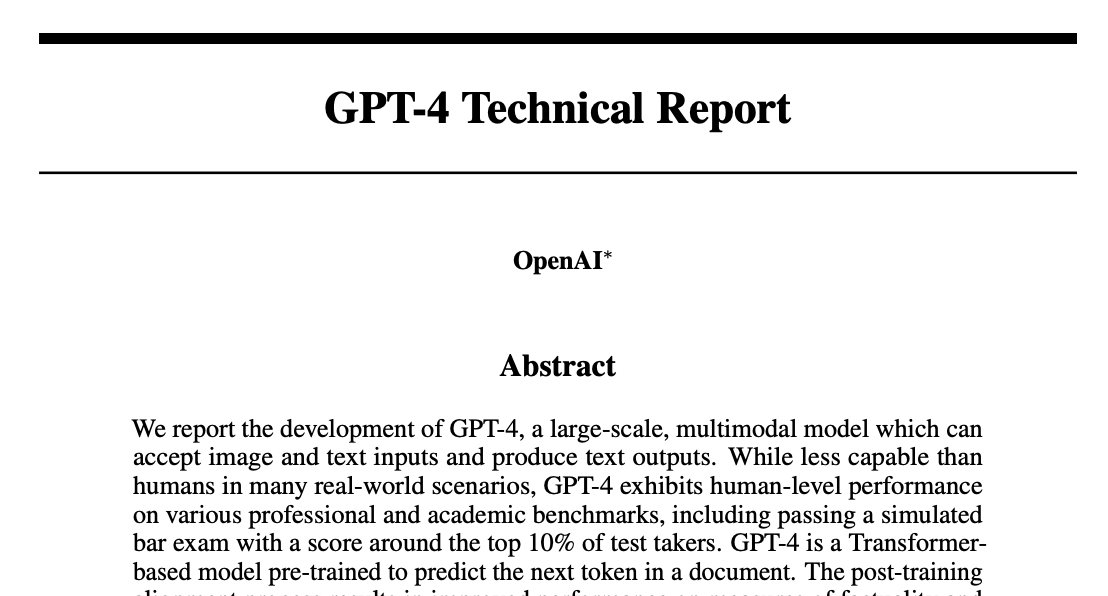 GPT-4 Technical Report
OpenAI*
Abstract
We report the development of GPT-4, a large-scale, multimodal model which can
accept image and text inputs and produce text outputs. While less capable than
humans in many real-world scenarios, GPT-4 exhibits human-level performance
on various professional and academic benchmarks, including passing a simulated
bar exam with a score around the top 10% of test takers. GPT-4 is a Transformer-
based model pre-trained to predict the next token in a document. The post-training